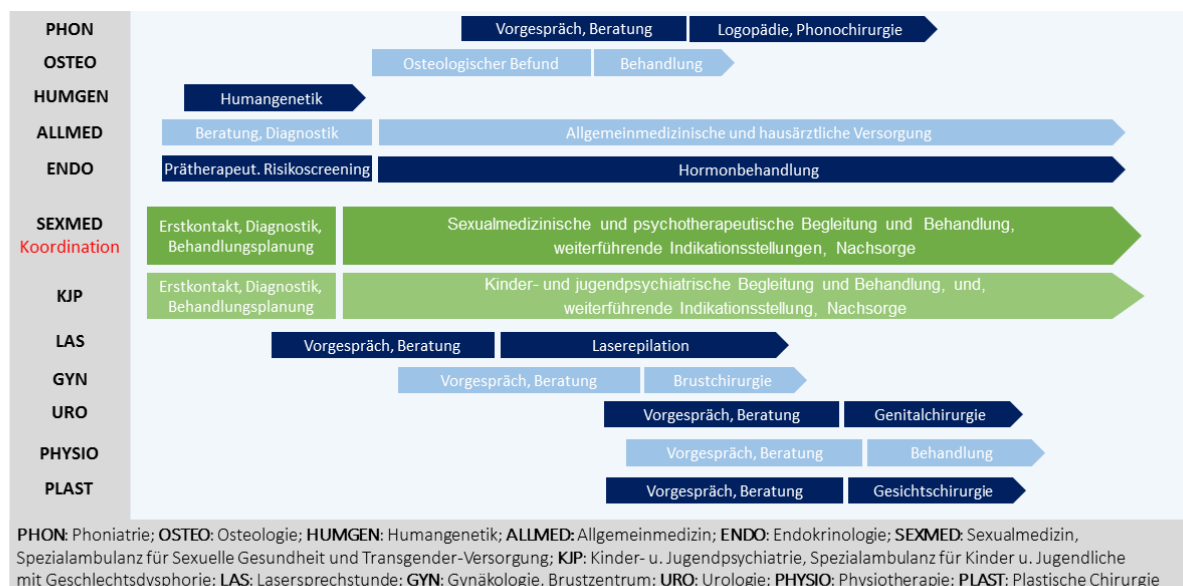 PHON Vorgespräch, Beratung Logopädie, Phonochirurgie
OSTEO Osteologischer Befund Behandlung
HUMGEN Humangenetik
ALLMED Beratung, Diagnostik Allgemeinmedizinische und hausärztliche Versorgung
ENDO Prätherapeut. Risikoscreening Hormonbehandlung
SEXMED
Koordination
Erstkontakt, Diagnostik,
Behandlungsplanung
Sexualmedizinische und psychotherapeutische Begleitung und Behandlung,
weiterführende Indikationsstellungen, Nachsorge
KJP
Erstkontakt, Diagnostik,
Behandlungsplanung
Kinder- und jugendpsychiatrische Begleitung und Behandlung, und,
weiterführende Indikationsstellung, Nachsorge
LAS Vorgespräch, Beratung Laserepilation
GYN Vorgespräch, Beratung Brustchirurgie
URO Vorgespräch, Beratung Genitalchirurgie
PHYSIO Vorgespräch, Beratung Behandlung
PLAST Vorgespräch, Beratung Gesichtschirurgie
PHON: Phoniatrie; OSTEO: Osteologie; HUMGEN: Humangenetik; ALLMED: Allgemeinmedizin; ENDO: Endokrinologie; SEXMED: Sexualmedizin,
Spezialambulanz für Sexuelle Gesundheit und Transgender-Versorgung; KJP: Kinder- u. Jugendpsychiatrie, Spezialambulanz für Kinder u. Jugendliche
mit Geschlechtsdysphorie; LAS: Lasersprechstunde; GYN: Gynäkologie, Brustzentrum; URO: Urologie; PHYSIO: Physiotherapie; PLAST: Plastische Chirurgie